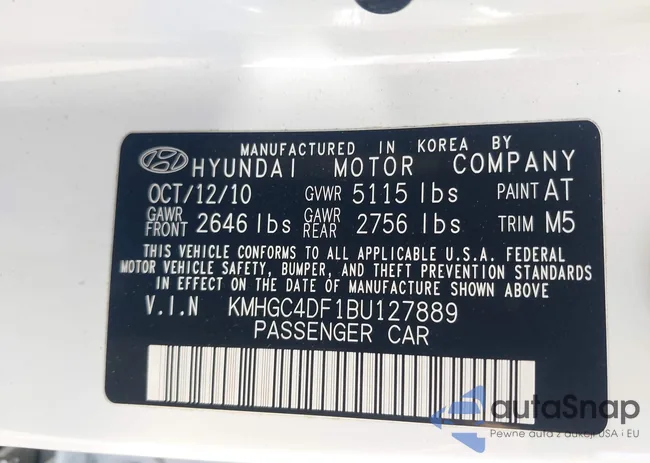 MANUFACTURED IN KOREA BY
HYUNDAI MOTOR COMPANY
OCT/12/10 GVWR 5115 lbs PAINT AT
GAWR FRONT 2646 lbs GAWR REAR 2756 lbs TRIM M5
THIS VEHICLE CONFORMS TO ALL APPLICABLE U.S.A. FEDERAL
MOTOR VEHICLE SAFETY, BUMPER, AND THEFT PREVENTION STANDARDS
IN EFFECT ON THE DATE OF MANUFACTURE SHOWN ABOVE
V.I.N KMHGC4DF1BU127889
PASSENGER CAR
autaSnap
Pewne auta z aukcji USA i EU